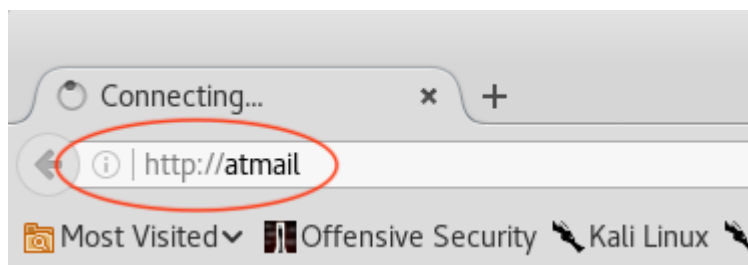 Connecting...
http://atmail
Most Visited Offensive Security Kali Linux